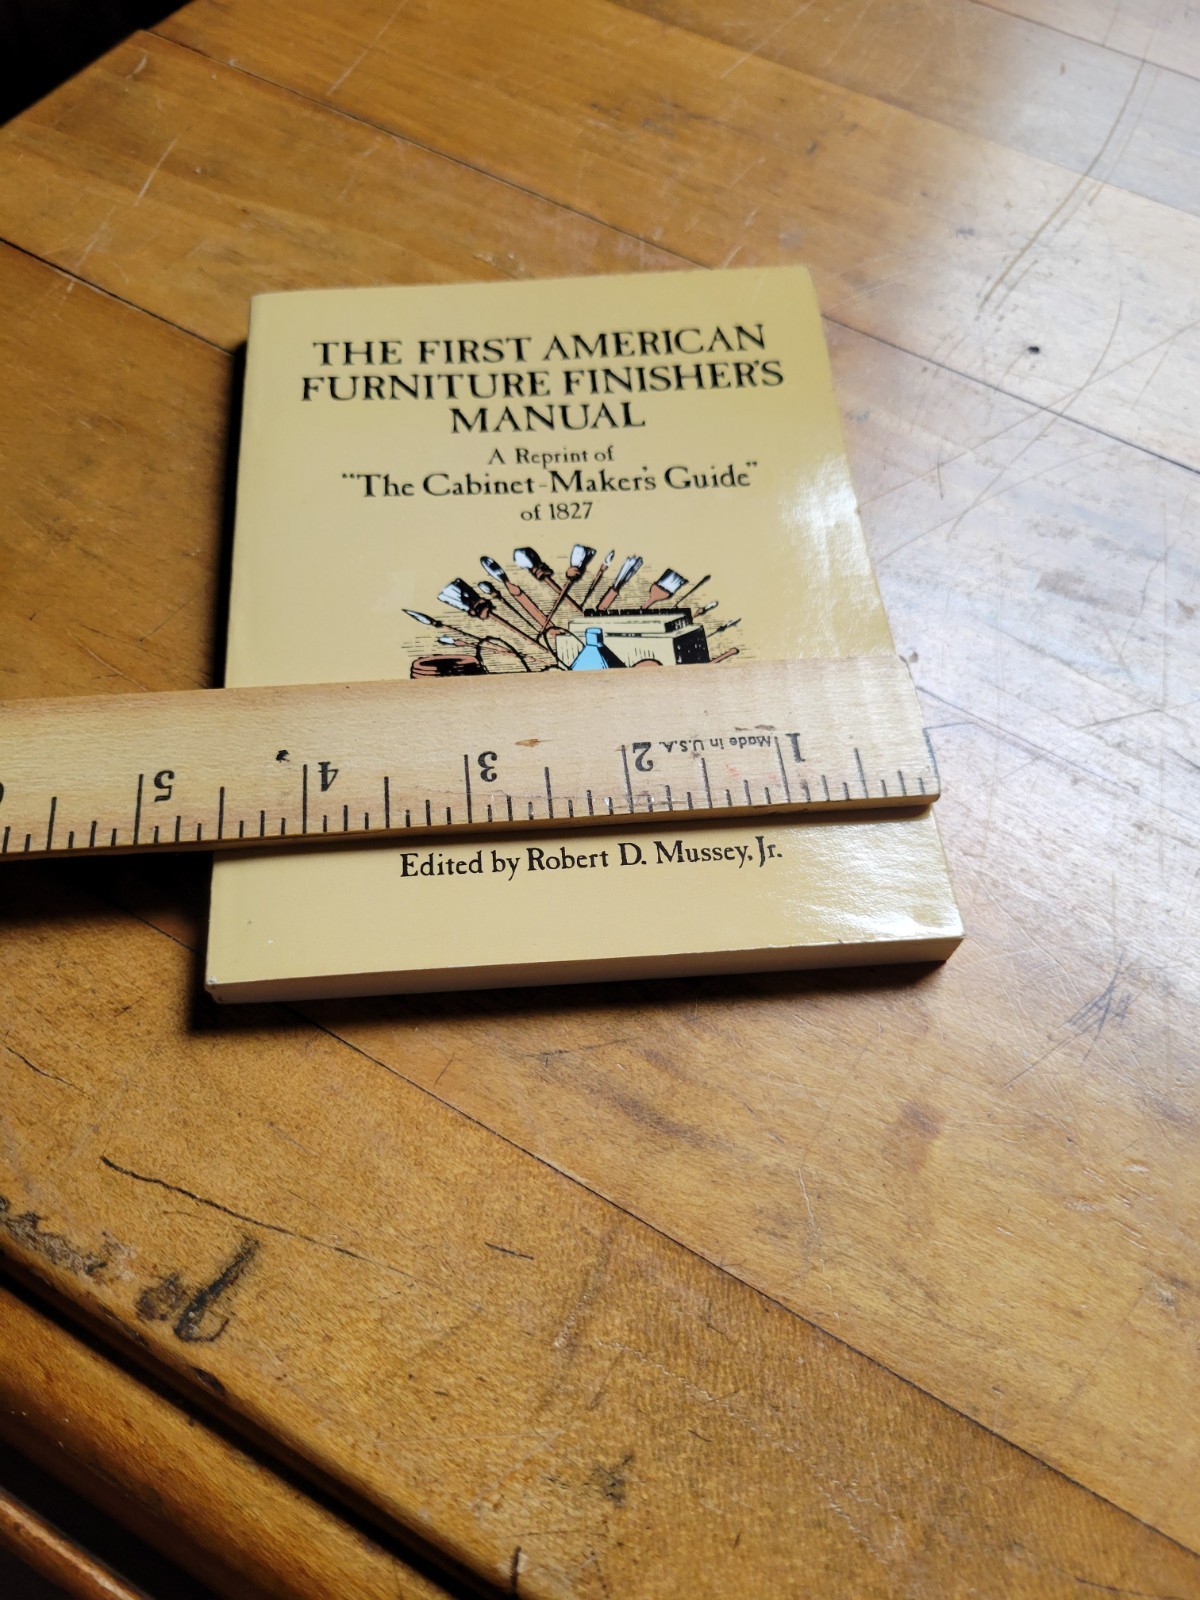 THE FIRST AMERICAN
FURNITURE FINISHER'S
MANUAL
A Reprint of
"The Cabinet-Maker's Guide"
of 1827
5 4 3 2 Made in U.S.A. 1
Edited by Robert D. Mussey, Jr.